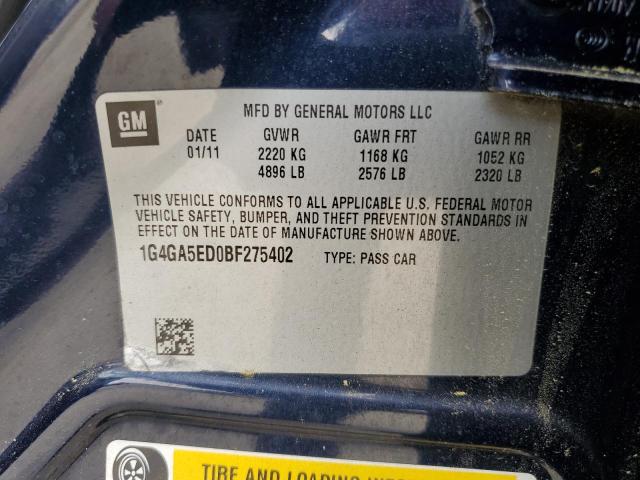 GM
MFD BY GENERAL MOTORS LLC
DATE GVWR GAWR FRT GAWR RR
01/11 2220 KG 1168 KG 1052 KG
4896 LB 2576 LB 2320 LB
THIS VEHICLE CONFORMS TO ALL APPLICABLE U.S. FEDERAL MOTOR
VEHICLE SAFETY, BUMPER, AND THEFT PREVENTION STANDARDS IN
EFFECT ON THE DATE OF MANUFACTURE SHOWN ABOVE.
1G4GA5ED0BF275402 TYPE: PASS CAR
TIRE AND LOADING